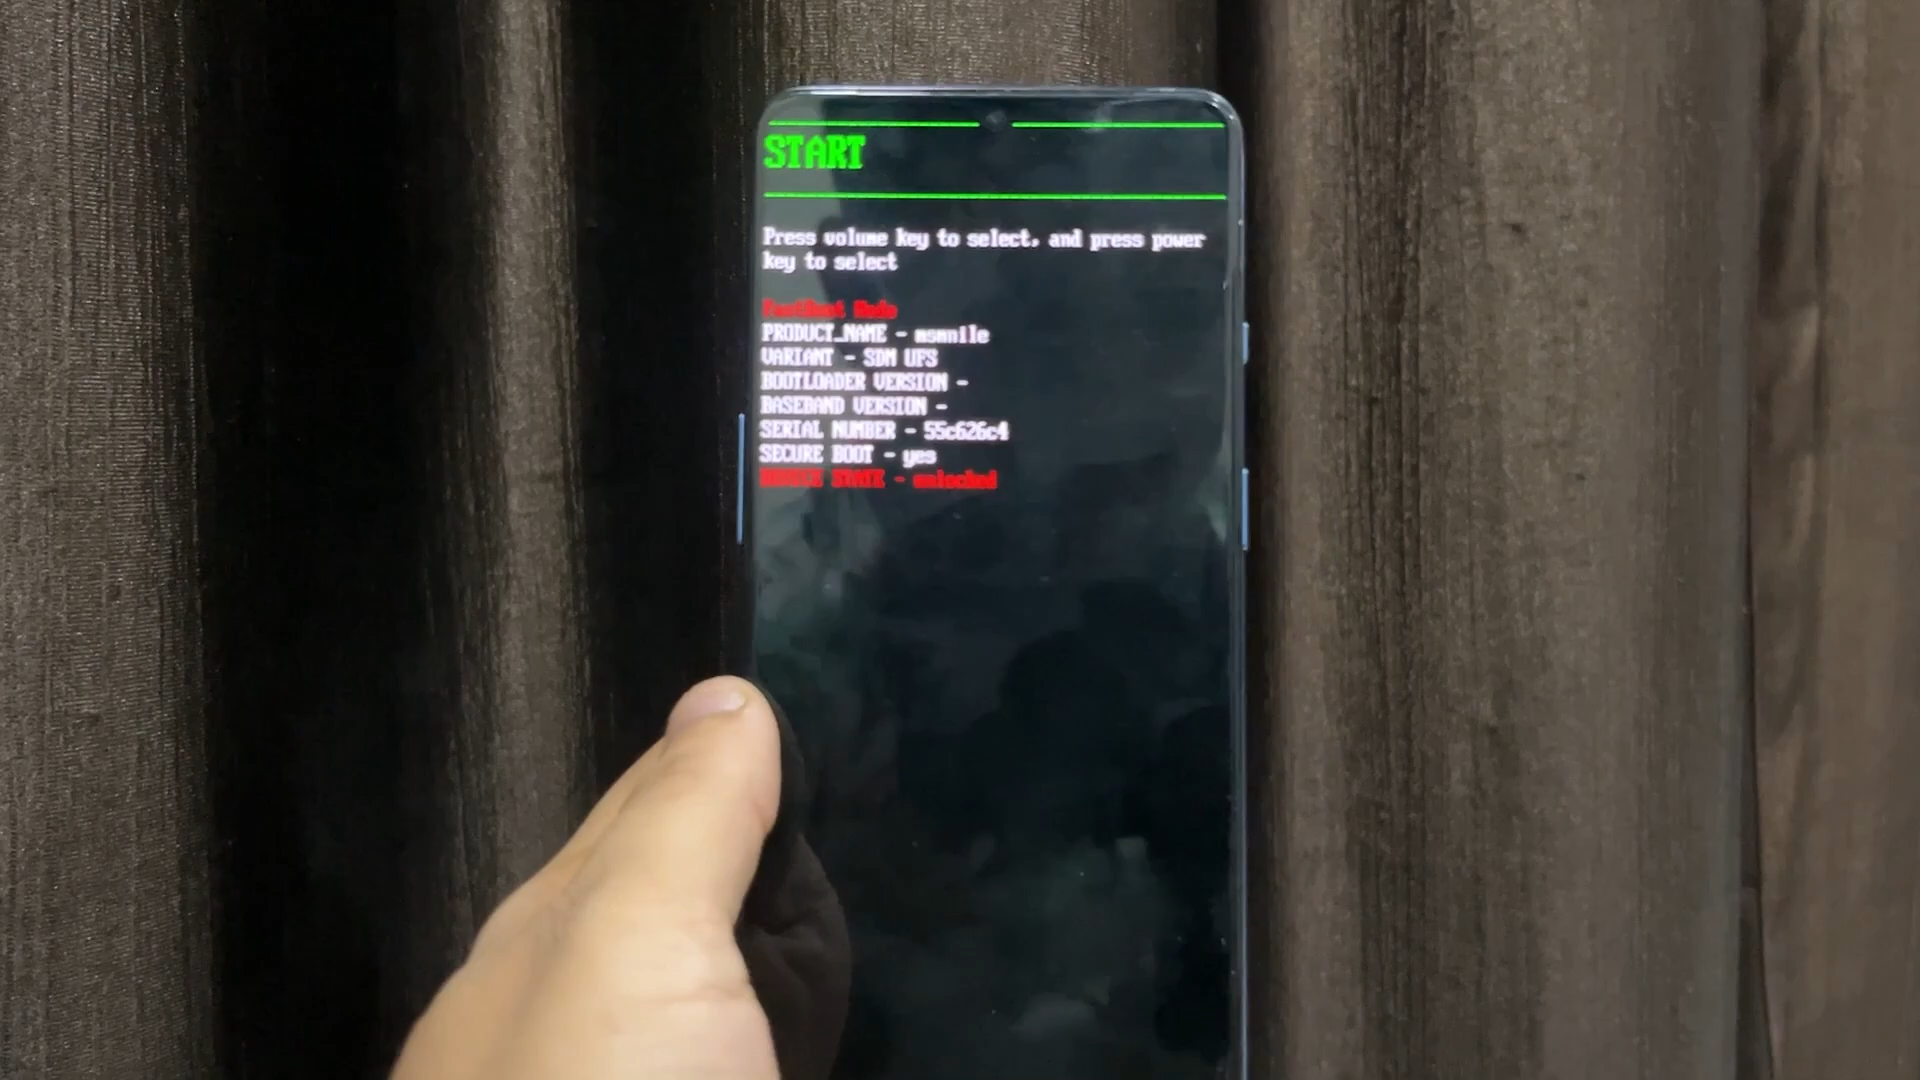 START
Press volume key to select, and press power
key to select
FastBoot Mode
PRODUCT_NAME - msmnile
VARIANT - SDM UFS
BOOTLOADER VERSION -
BASEBAND VERSION -
SERIAL NUMBER - 55c626c4
SECURE BOOT - yes
DEVICE STATE - unlocked